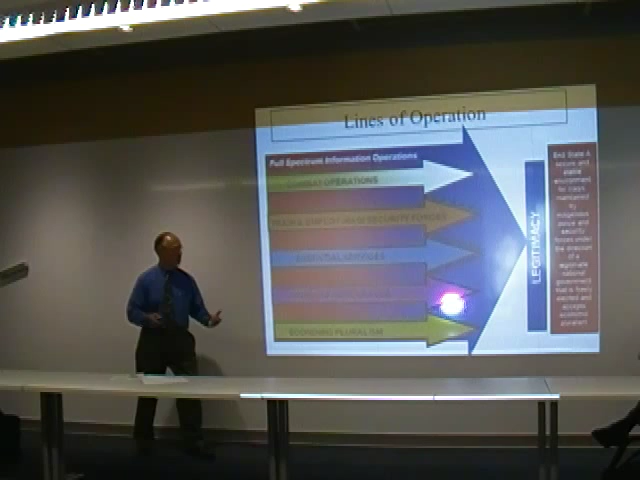 Lines of Operation
Full Spectrum Information Operations
COMBAT OPERATIONS
TRAIN & EMPLOY IRAQI SECURITY FORCES
ESSENTIAL SERVICES
ECONOMIC PLURALISM
LEGITIMACY
End State A
secure and
stable
environment
for Iraqis
maintained
by
indigenous
police and
security
forces under
the direction
of a
legitimate
national
government
that is freely
elected and
accepts
economic
pluralism